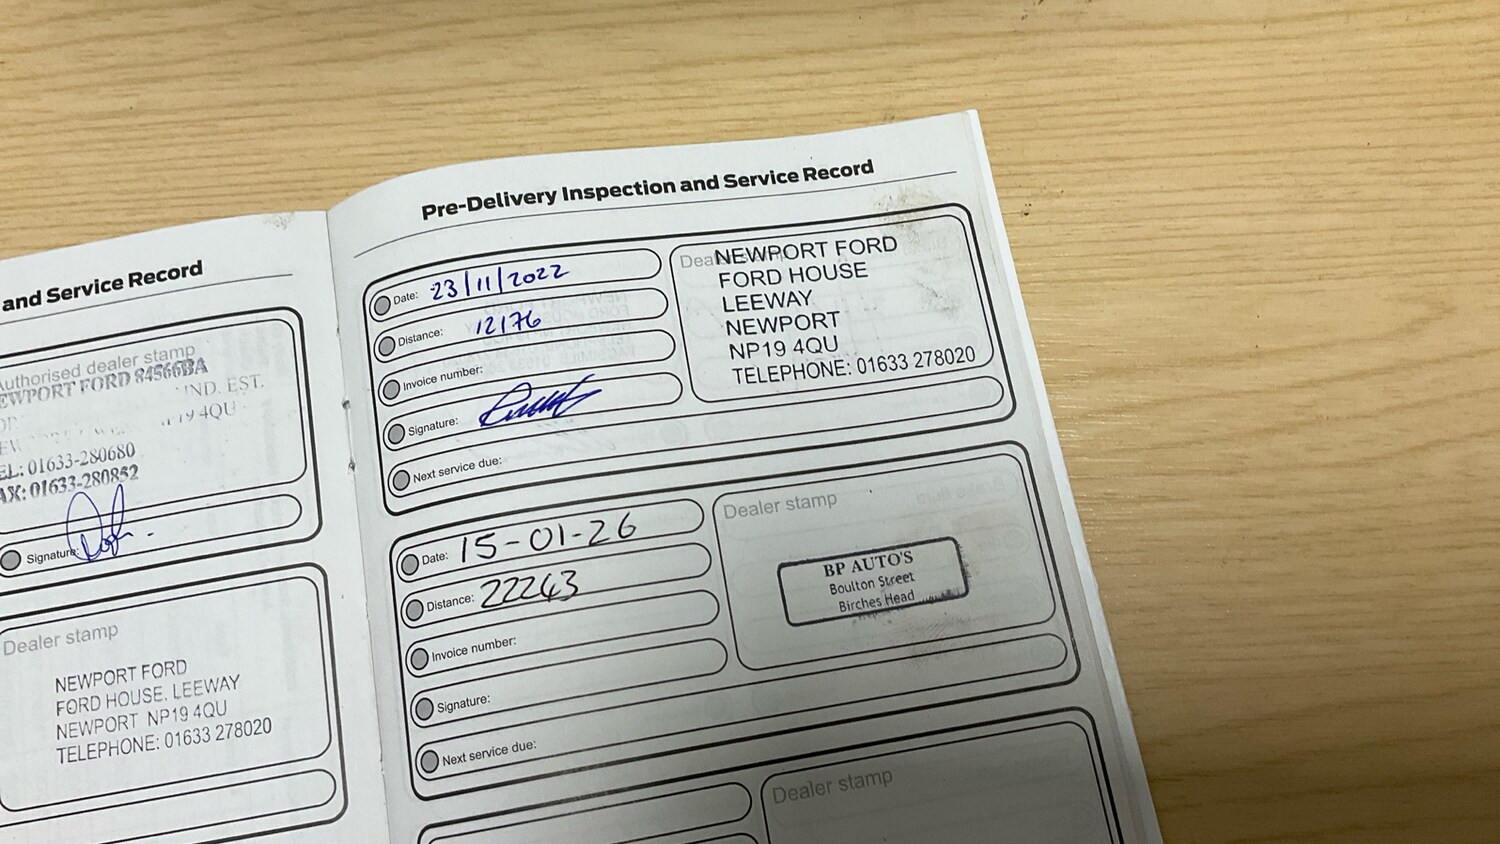 and Service Record
Authorised dealer stamp
NEWPORT FORD 84566BA
IND. EST.
19 4QU
TEL: 01633-280680
FAX: 01633-280852
Signature:
Dealer stamp
NEWPORT FORD
FORD HOUSE, LEEWAY
NEWPORT NP19 4QU
TELEPHONE: 01633 278020
Pre-Delivery Inspection and Service Record
Date: 23/11/2022
Distance: 12176
Invoice number:
Signature:
Next service due:
Dealer stamp
NEWPORT FORD
FORD HOUSE
LEEWAY
NEWPORT
NP19 4QU
TELEPHONE: 01633 278020
Date: 15-01-26
Distance: 22243
Invoice number:
Signature:
Next service due:
Dealer stamp
BP AUTO'S
Boulton Street
Birches Head
Dealer stamp